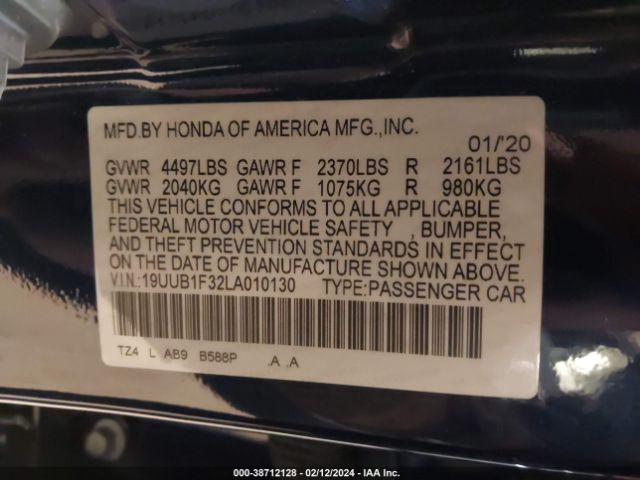 MFD.BY HONDA OF AMERICA MFG.,INC.
01/'20
GVWR 4497LBS GAWR F 2370LBS R 2161LBS
GVWR 2040KG GAWR F 1075KG R 980KG
THIS VEHICLE CONFORMS TO ALL APPLICABLE
FEDERAL MOTOR VEHICLE SAFETY , BUMPER,
AND THEFT PREVENTION STANDARDS IN EFFECT
ON THE DATE OF MANUFACTURE SHOWN ABOVE.
V.I.N.:19UUB1F32LA010130 TYPE:PASSENGER CAR
TZ4 L AB9 B588P .A .A
000-38712128 - 02/12/2024 - IAA Inc.